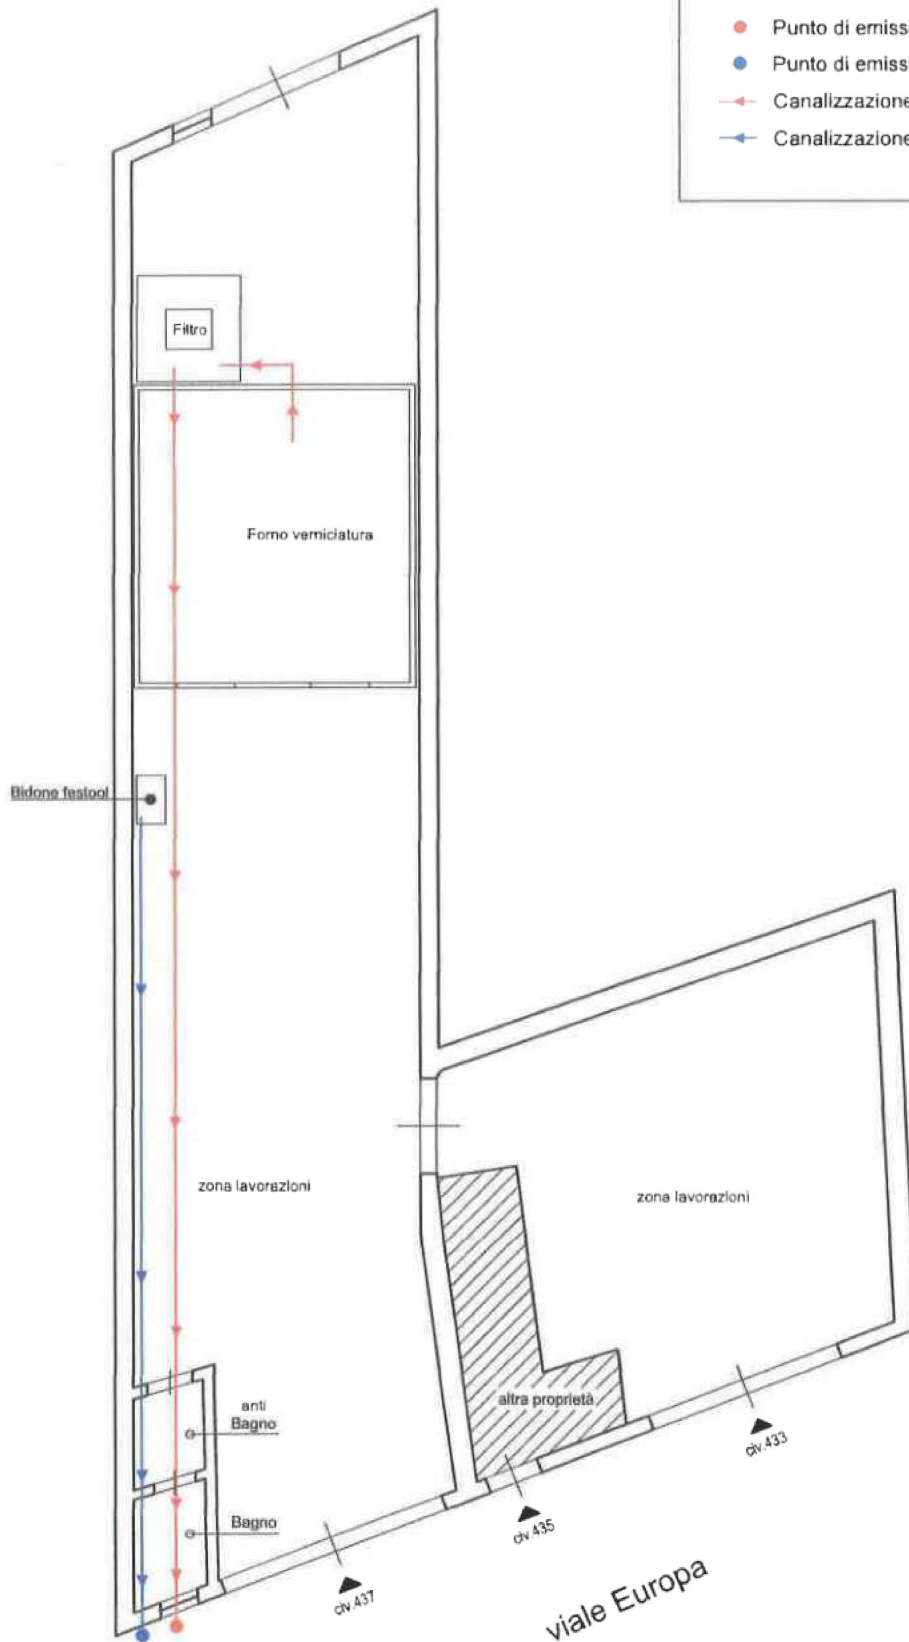 Punto di emiss
Punto di emiss
Canalizzazione
Canalizzazione
Filtro
Forno verniciatura
Bidone festool
zona lavorazioni
zona lavorazioni
anti
Bagno
altra proprietà
Bagno
civ.433
civ.435
civ.437
viale Europa